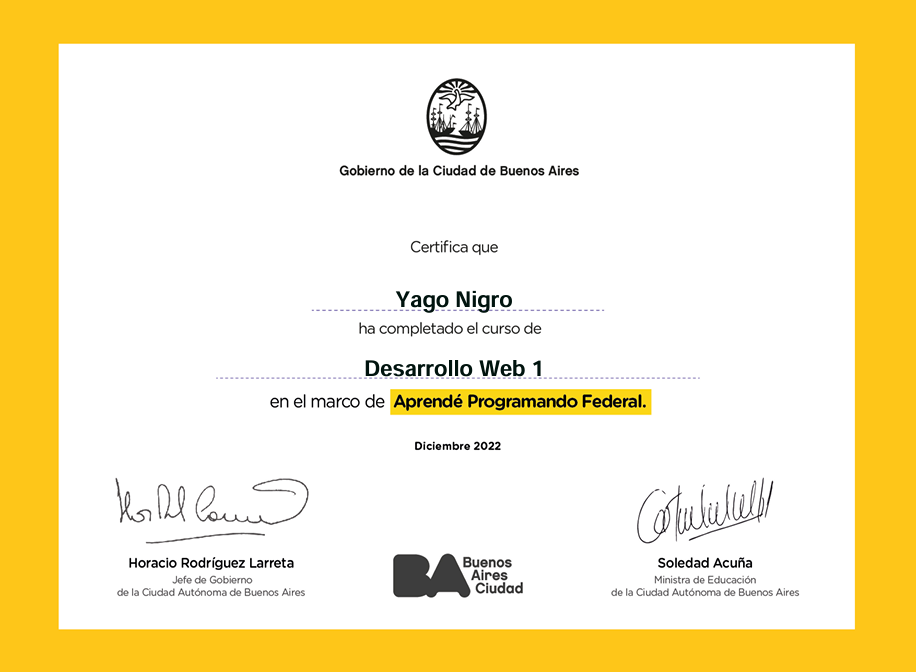 Gobierno de la Ciudad de Buenos Aires
Certifica que
Yago Nigro
ha completado el curso de
Desarrollo Web 1
en el marco de Aprendé Programando Federal.
Diciembre 2022
Horacio Rodríguez Larreta
Jefe de Gobierno
de la Ciudad Autónoma de Buenos Aires
BA Buenos
Aires
Ciudad
Soledad Acuña
Ministra de Educación
de la Ciudad Autónoma de Buenos Aires